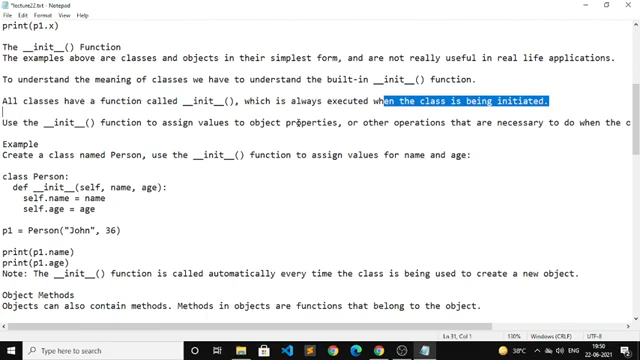 *lecture22.txt - Notepad
File Edit Format View Help
print(p1.x)
The __init__() Function
The examples above are classes and objects in their simplest form, and are not really useful in real life applications.
To understand the meaning of classes we have to understand the built-in __init__() function.
All classes have a function called __init__(), which is always executed when the class is being initiated.
Use the __init__() function to assign values to object properties, or other operations that are necessary to do when the o
Example
Create a class named Person, use the __init__() function to assign values for name and age:
class Person:
  def __init__(self, name, age):
    self.name = name
    self.age = age
p1 = Person("John", 36)
print(p1.name)
print(p1.age)
Note: The __init__() function is called automatically every time the class is being used to create a new object.
Object Methods
Objects can also contain methods. Methods in objects are functions that belong to the object.
Ln 31, Col 1 110% Windows (CRLF) UTF-8
Type here to search
38°C
ENG
19:50
22-06-2021